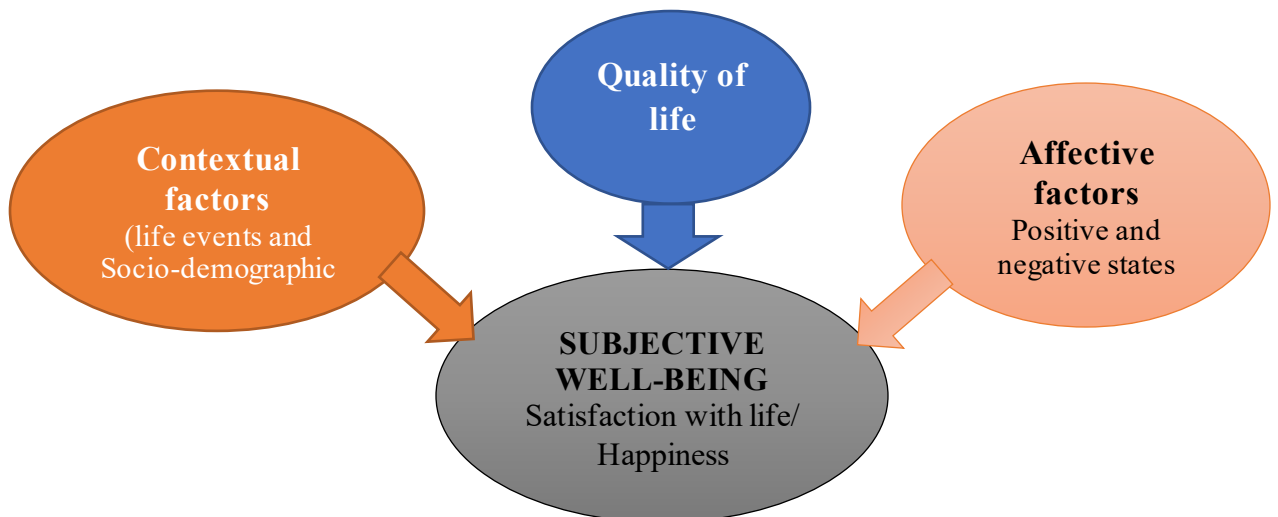 Quality of
life
Contextual
factors
(life events and
Socio-demographic
Affective
factors
Positive and
negative states
SUBJECTIVE
WELL-BEING
Satisfaction with life/
Happiness